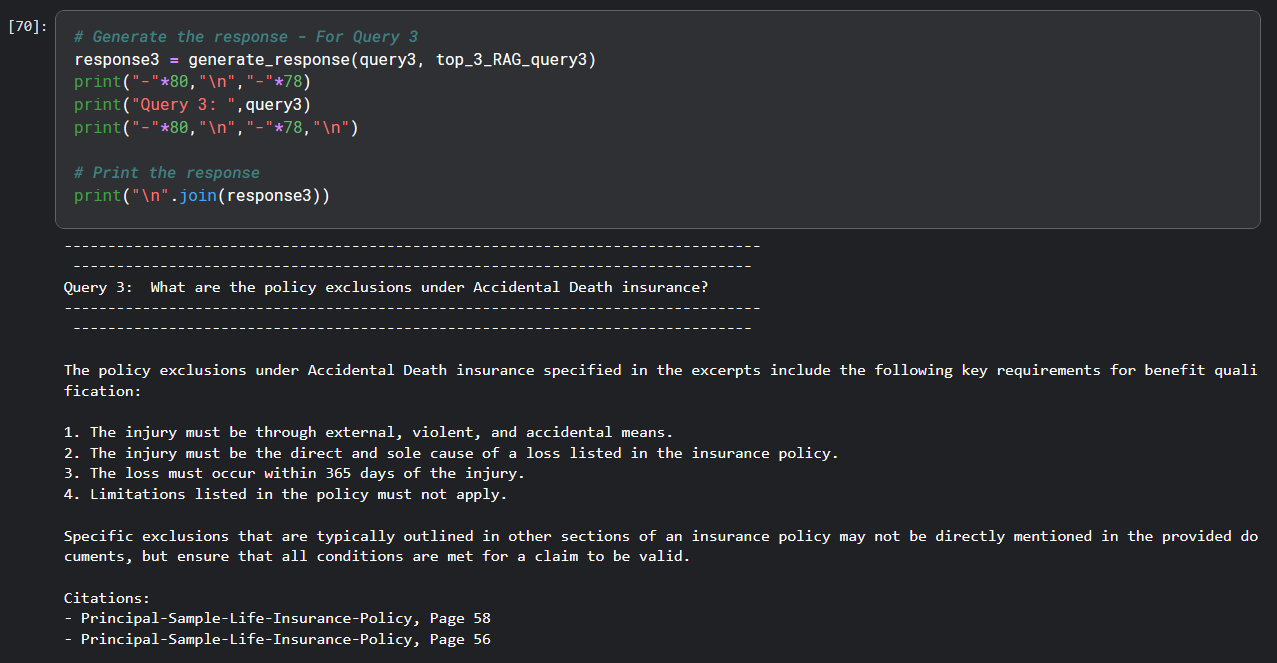 [70]:
# Generate the response - For Query 3
response3 = generate_response(query3, top_3_RAG_query3)
print("-"*80,"\n","-"*78)
print("Query 3: ",query3)
print("-"*80,"\n","-"*78,"\n")
# Print the response
print("\n".join(response3))
--------------------------------------------------------------------------------
------------------------------------------------------------------------------
Query 3:  What are the policy exclusions under Accidental Death insurance?
--------------------------------------------------------------------------------
------------------------------------------------------------------------------
The policy exclusions under Accidental Death insurance specified in the excerpts include the following key requirements for benefit quali
fication:
1. The injury must be through external, violent, and accidental means.
2. The injury must be the direct and sole cause of a loss listed in the insurance policy.
3. The loss must occur within 365 days of the injury.
4. Limitations listed in the policy must not apply.
Specific exclusions that are typically outlined in other sections of an insurance policy may not be directly mentioned in the provided do
cuments, but ensure that all conditions are met for a claim to be valid.
Citations:
- Principal-Sample-Life-Insurance-Policy, Page 58
- Principal-Sample-Life-Insurance-Policy, Page 56